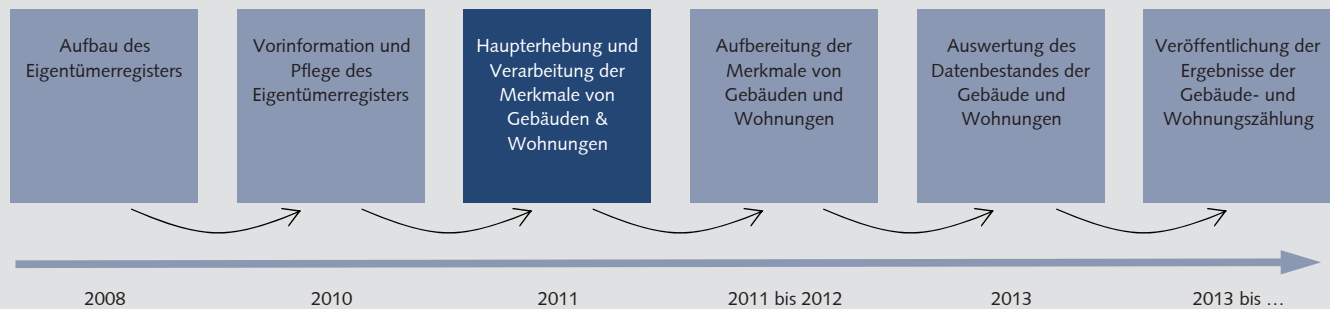 Aufbau des
Eigentümerregisters
Vorinformation und
Pflege des
Eigentümerregisters
Haupterhebung und
Verarbeitung der
Merkmale von
Gebäuden &
Wohnungen
Aufbereitung der
Merkmale von
Gebäuden und
Wohnungen
Auswertung des
Datenbestandes der
Gebäude und
Wohnungen
Veröffentlichung der
Ergebnisse der
Gebäude- und
Wohnungszählung
2008
2010
2011
2011 bis 2012
2013
2013 bis …